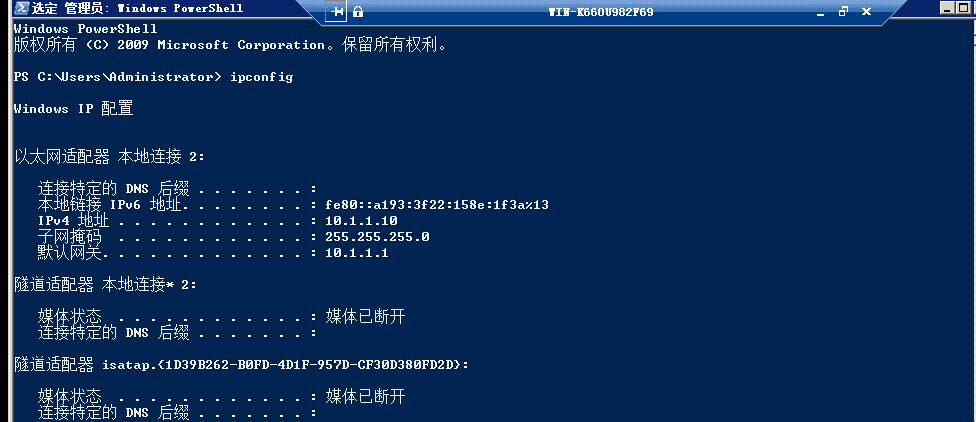 选定 管理员: Windows PowerShell
WIN-K66OU982F69
Windows PowerShell
版权所有 (C) 2009 Microsoft Corporation。保留所有权利。
PS C:\Users\Administrator> ipconfig
Windows IP 配置
以太网适配器 本地连接 2:
连接特定的 DNS 后缀 . . . . . . . :
本地链接 IPv6 地址. . . . . . . . : fe80::a193:3f22:158e:1f3a%13
IPv4 地址 . . . . . . . . . . . . : 10.1.1.10
子网掩码 . . . . . . . . . . . . : 255.255.255.0
默认网关. . . . . . . . . . . . . : 10.1.1.1
隧道适配器 本地连接* 2:
媒体状态 . . . . . . . . . . . . : 媒体已断开
连接特定的 DNS 后缀 . . . . . . . :
隧道适配器 isatap.{1D39B262-B0FD-4D1F-957D-CF30D380FD2D}:
媒体状态 . . . . . . . . . . . . : 媒体已断开
连接特定的 DNS 后缀 . . . . . . . :